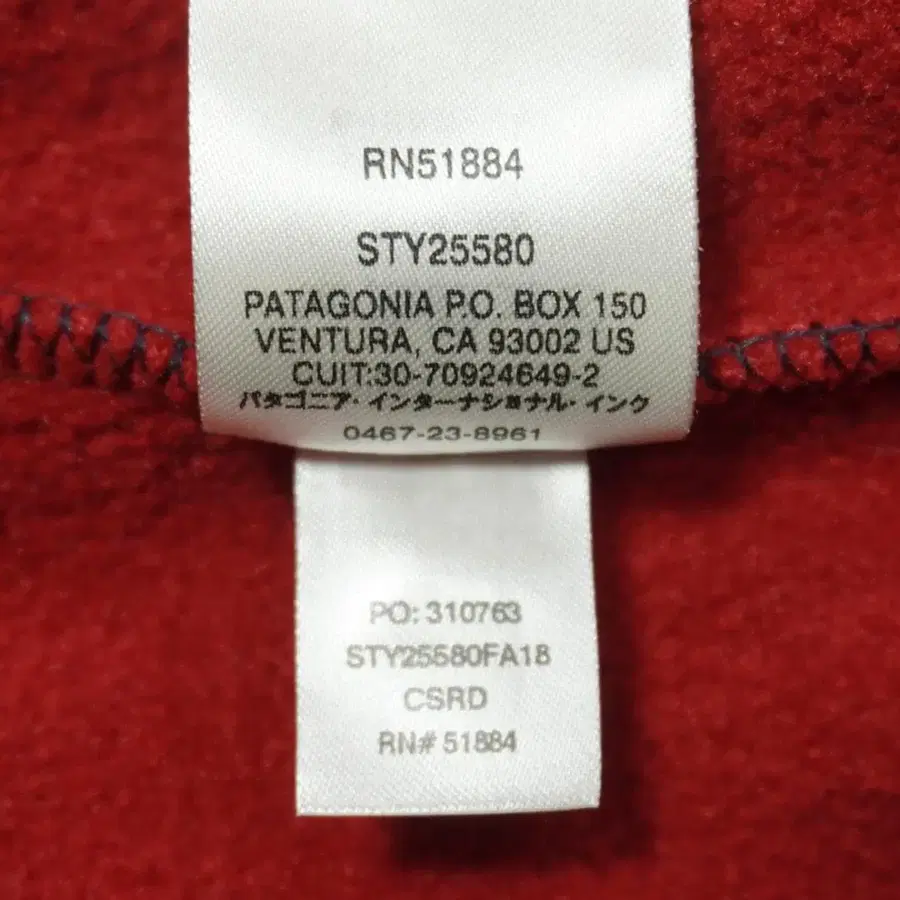 RN51884
STY25580
PATAGONIA P.O. BOX 150
VENTURA, CA 93002 US
CUIT:30-70924649-2
パタゴニア・インターナショナル・インク
0467-23-8961
PO: 310763
STY25580FA18
CSRD
RN# 51884